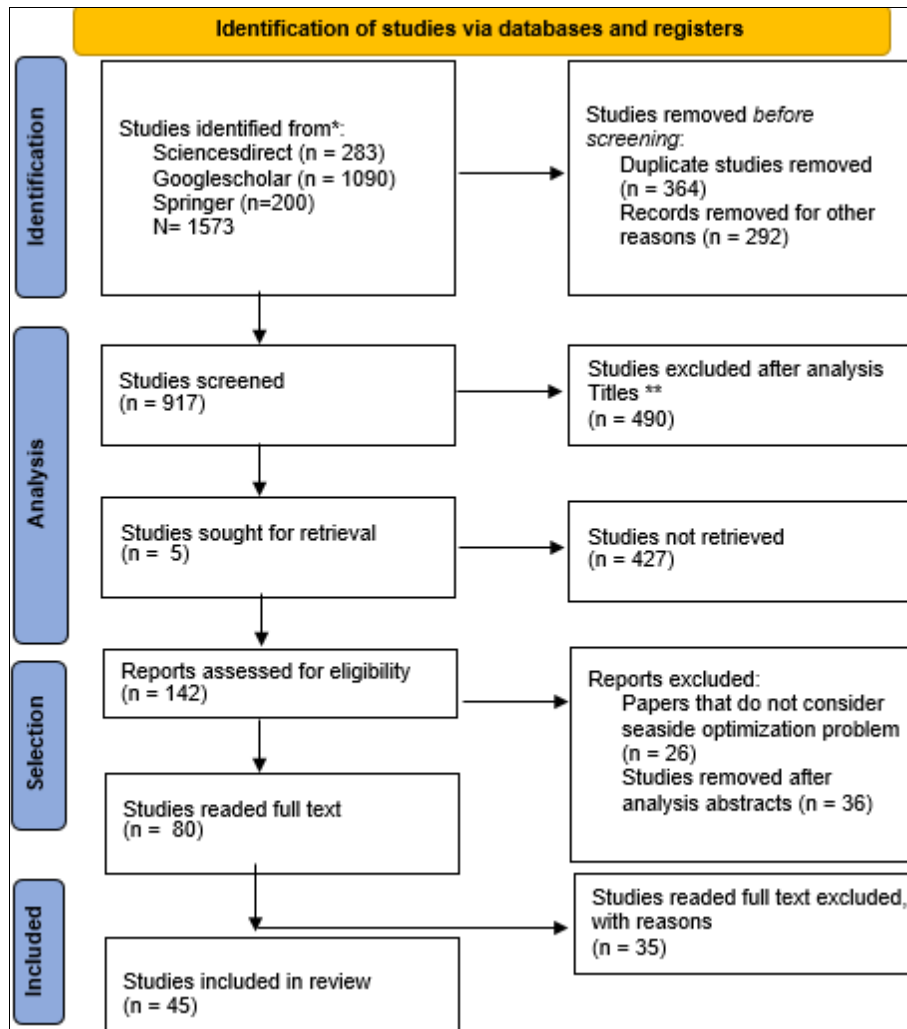 Identification of studies via databases and registers
Identification
Studies identified from*:
Sciencesdirect (n = 283)
Googlescholar (n = 1090)
Springer (n=200)
N= 1573
Studies removed before
screening:
Duplicate studies removed
(n = 364)
Records removed for other
reasons (n = 292)
Analysis
Studies screened
(n = 917)
Studies excluded after analysis
Titles **
(n = 490)
Studies sought for retrieval
(n = 5)
Studies not retrieved
(n = 427)
Selection
Reports assessed for eligibility
(n = 142)
Reports excluded:
Papers that do not consider
seaside optimization problem
(n = 26)
Studies removed after
analysis abstracts (n = 36)
Studies readed full text
(n = 80)
Included
Studies readed full text excluded,
with reasons
(n = 35)
Studies included in review
(n = 45)